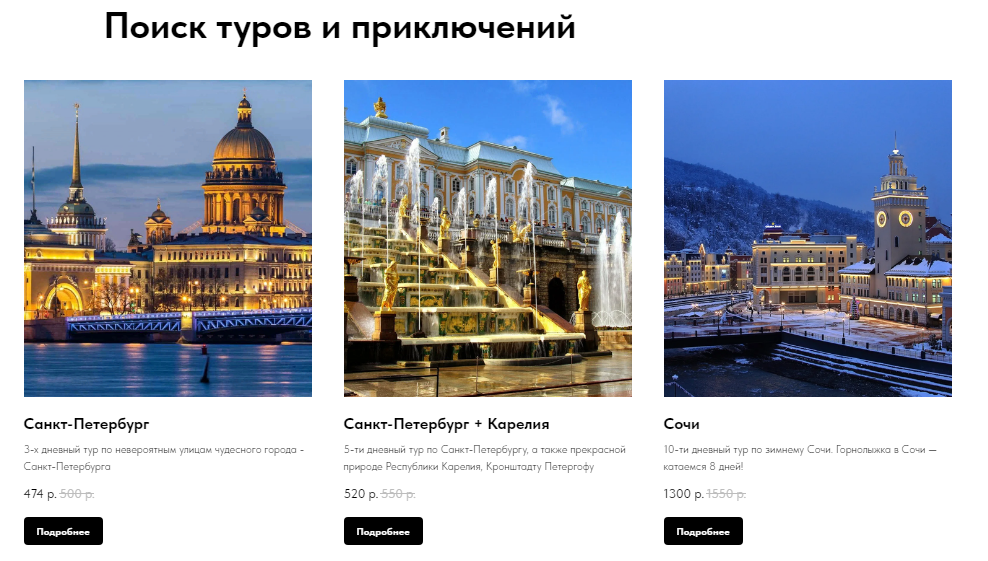 Поиск туров и приключений
Санкт-Петербург
3-х дневный тур по невероятным улицам чудесного города -
Санкт-Петербурга
474 р. 500 р.
Подробнее
Санкт-Петербург + Карелия
5-ти дневный тур по Санкт-Петербургу, а также прекрасной
природе Республики Карелия, Кронштадту Петергофу
520 р. 550 р.
Подробнее
Сочи
10-ти дневный тур по зимнему Сочи. Горнолыжка в Сочи —
катаемся 8 дней!
1300 р. 1550 р.
Подробнее